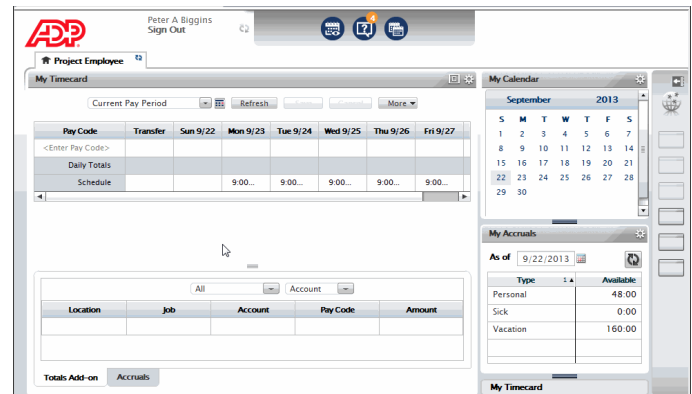 ADP
Peter A Biggins
Sign Out
4
Project Employee
My Timecard
Current Pay Period Refresh More
Pay Code Transfer Sun 9/22 Mon 9/23 Tue 9/24 Wed 9/25 Thu 9/26 Fri 9/27
<Enter Pay Code>
Daily Totals
Schedule 9:00... 9:00... 9:00... 9:00... 9:00...
All Account
Location Job Account Pay Code Amount
Totals Add-on Accruals
My Calendar
September 2013
S M T W T F S
1 2 3 4 5 6 7
8 9 10 11 12 13 14
15 16 17 18 19 20 21
22 23 24 25 26 27 28
29 30
My Accruals
As of 9/22/2013
Type 1 Available
Personal 48:00
Sick 0:00
Vacation 160:00
My Timecard